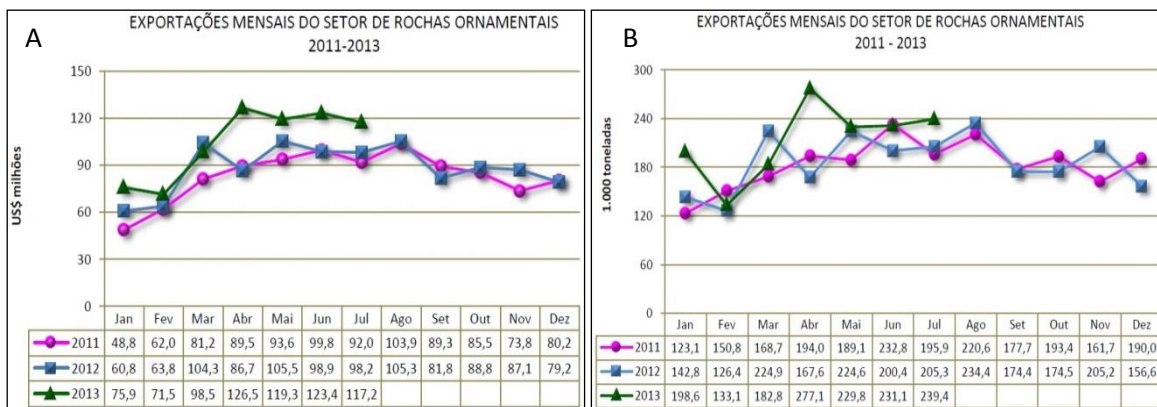 A
EXPORTAÇÕES MENSAIS DO SETOR DE ROCHAS ORNAMENTAIS
2011-2013
US$ milhões
150
120
90
60
30
0
Jan Fev Mar Abr Mai Jun Jul Ago Set Out Nov Dez
2011 48,8 62,0 81,2 89,5 93,6 99,8 92,0 103,9 89,3 85,5 73,8 80,2
2012 60,8 63,8 104,3 86,7 105,5 98,9 98,2 105,3 81,8 88,8 87,1 79,2
2013 75,9 71,5 98,5 126,5 119,3 123,4 117,2
B
EXPORTAÇÕES MENSAIS DO SETOR DE ROCHAS ORNAMENTAIS
2011 - 2013
1.000 toneladas
300
240
180
120
60
0
Jan Fev Mar Abr Mai Jun Jul Ago Set Out Nov Dez
2011 123,1 150,8 168,7 194,0 189,1 232,8 195,9 220,6 177,7 193,4 161,7 190,0
2012 142,8 126,4 224,9 167,6 224,6 200,4 205,3 234,4 174,4 174,5 205,2 156,6
2013 198,6 133,1 182,8 277,1 229,8 231,1 239,4